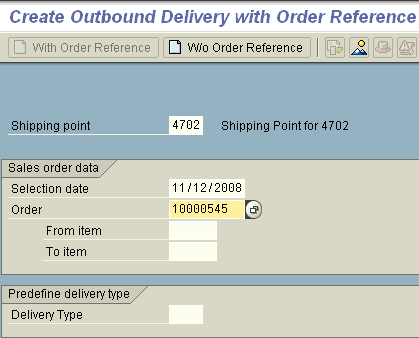 Create Outbound Delivery with Order Reference
With Order Reference W/o Order Reference
Shipping point 4702 Shipping Point for 4702
Sales order data
Selection date 11/12/2008
Order 10000545
From item
To item
Predefine delivery type
Delivery Type